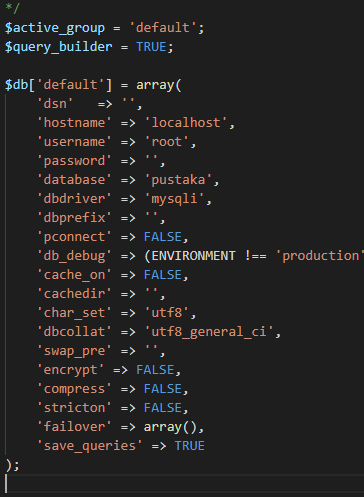 */
$active_group = 'default';
$query_builder = TRUE;

$db['default'] = array(
    'dsn'   => '',
    'hostname' => 'localhost',
    'username' => 'root',
    'password' => '',
    'database' => 'pustaka',
    'dbdriver' => 'mysqli',
    'dbprefix' => '',
    'pconnect' => FALSE,
    'db_debug' => (ENVIRONMENT !== 'production'
    'cache_on' => FALSE,
    'cachedir' => '',
    'char_set' => 'utf8',
    'dbcollat' => 'utf8_general_ci',
    'swap_pre' => '',
    'encrypt' => FALSE,
    'compress' => FALSE,
    'stricton' => FALSE,
    'failover' => array(),
    'save_queries' => TRUE
);